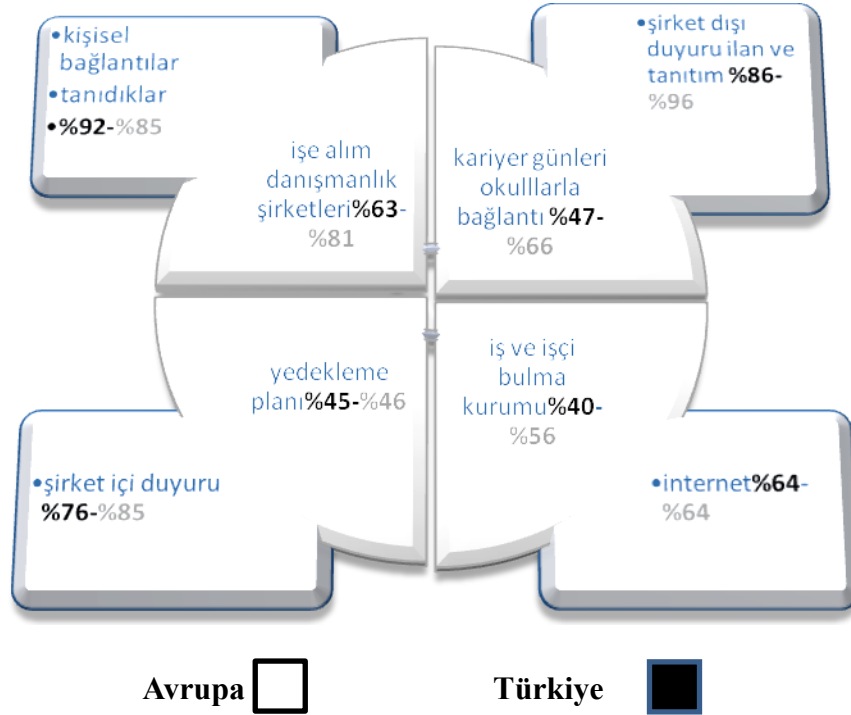 •kişisel
bağlantılar
•tanıdıklar
•%92-%85
•şirket dışı
duyuru ilan ve
tanıtım %86-
%96
işe alım
danışmanlık
şirketleri%63-
%81
kariyer günleri
okulllarla
bağlantı %47-
%66
yedekleme
planı%45-%46
iş ve işçi
bulma
kurumu%40-
%56
•şirket içi duyuru
%76-%85
•internet%64-
%64
Avrupa
Türkiye